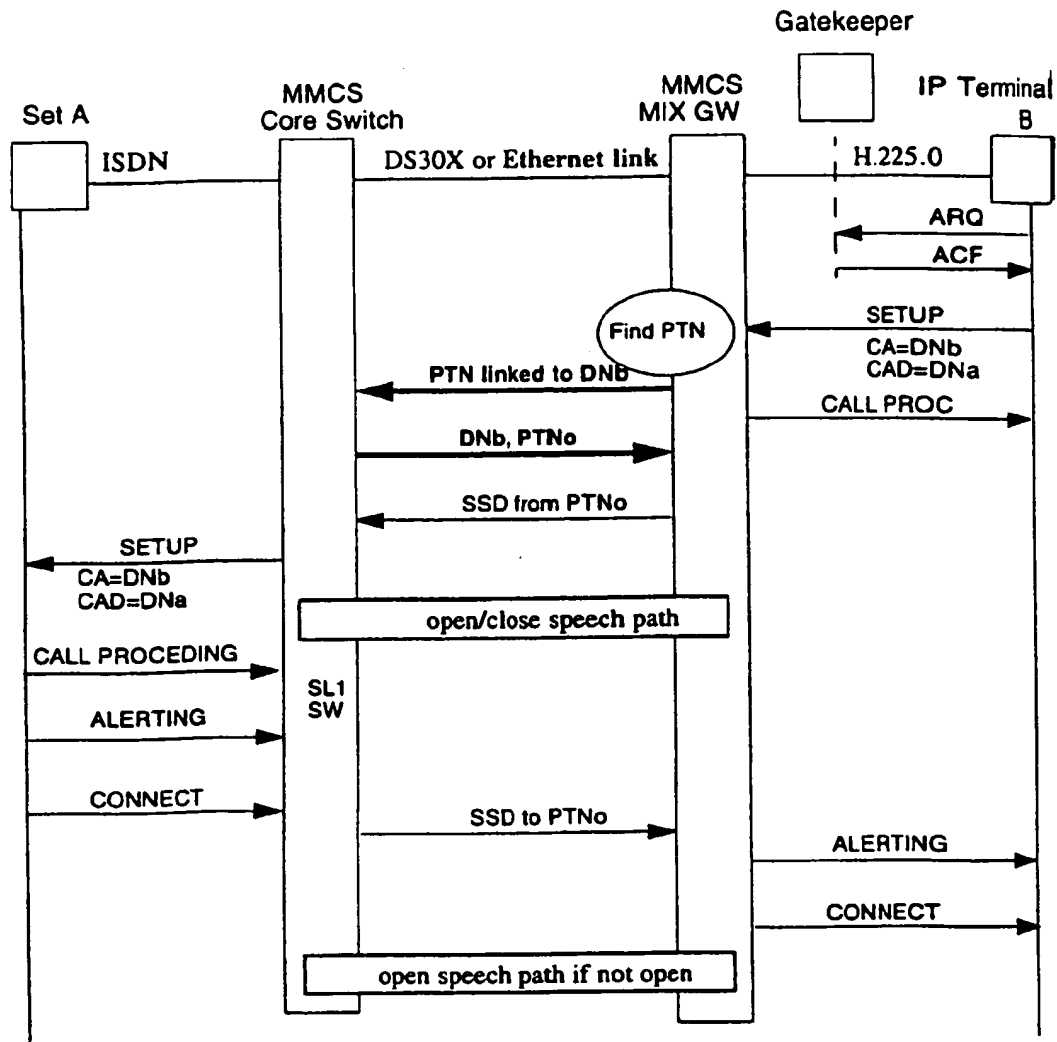 Gatekeeper
Set A
MMCS
Core Switch
MMCS
MIX GW
IP Terminal
B
ISDN
DS30X or Ethernet link
H.225.0
ARQ
ACF
Find PTN
SETUP
CA=DNb
CAD=DNa
PTN linked to DNb
CALL PROC
DNb, PTNo
SSD from PTNo
SETUP
CA=DNb
CAD=DNa
open/close speech path
CALL PROCEDING
SL1
SW
ALERTING
CONNECT
SSD to PTNo
ALERTING
CONNECT
open speech path if not open